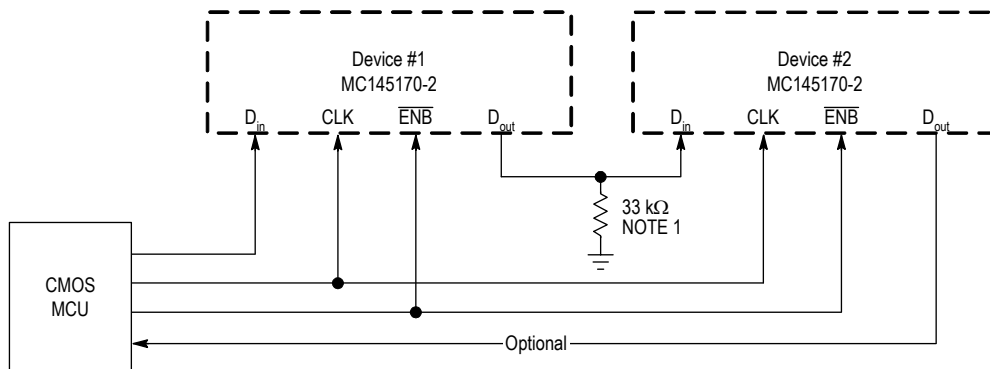 Device #1
MC145170-2
Device #2
MC145170-2
Din
CLK
ENB
Dout
Din
CLK
ENB
Dout
33 kΩ
NOTE 1
CMOS
MCU
Optional